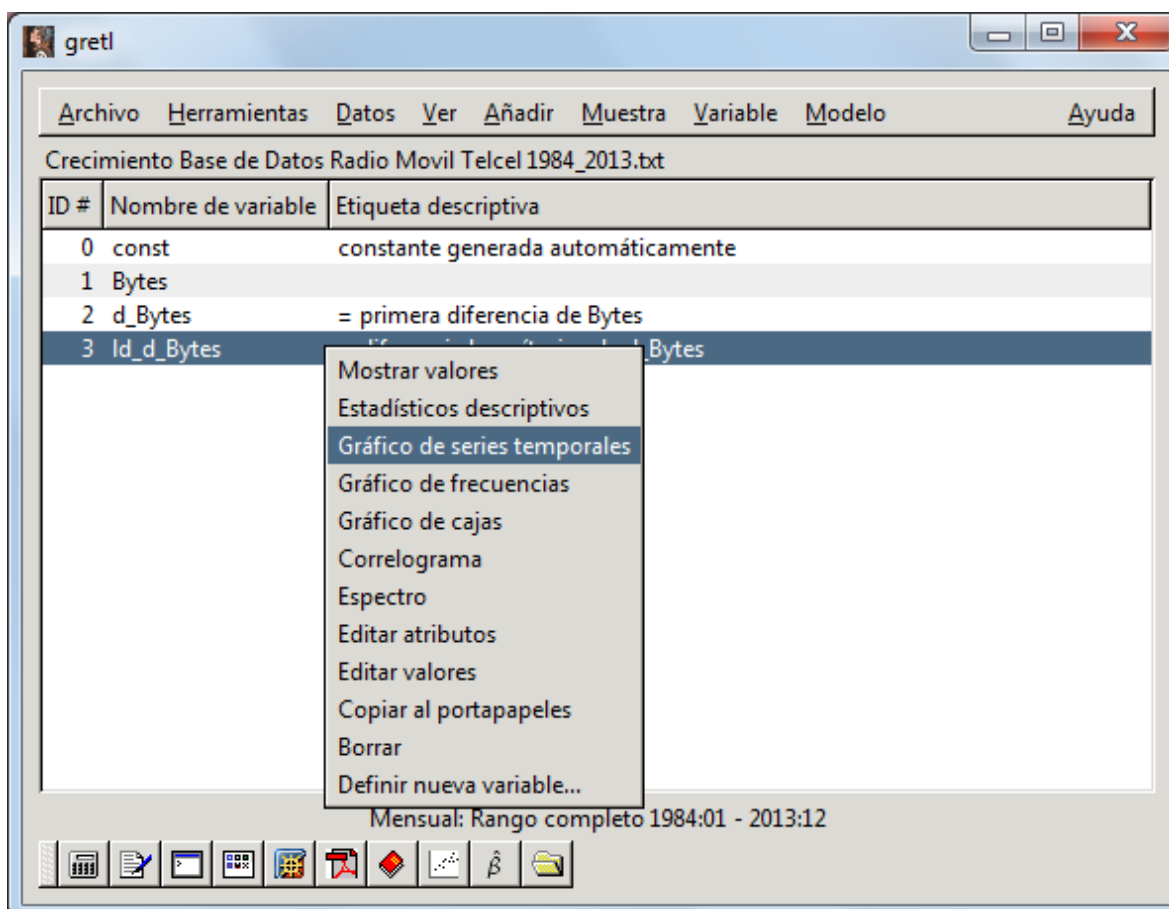 gretl
Archivo Herramientas Datos Ver Añadir Muestra Variable Modelo Ayuda
Crecimiento Base de Datos Radio Movil Telcel 1984_2013.txt
ID # Nombre de variable Etiqueta descriptiva
0 const constante generada automáticamente
1 Bytes
2 d_Bytes = primera diferencia de Bytes
3 ld_d_Bytes _Bytes
Mostrar valores
Estadísticos descriptivos
Gráfico de series temporales
Gráfico de frecuencias
Gráfico de cajas
Correlograma
Espectro
Editar atributos
Editar valores
Copiar al portapapeles
Borrar
Definir nueva variable...
Mensual: Rango completo 1984:01 - 2013:12
β̂